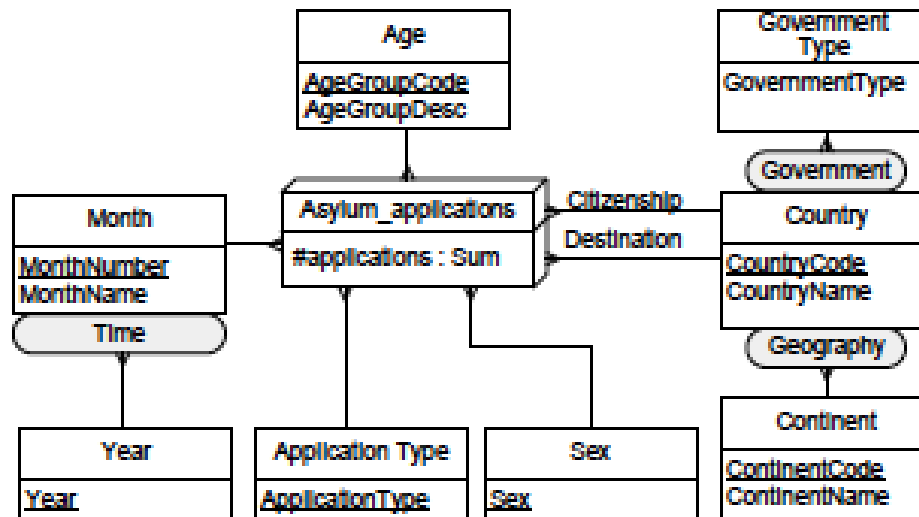 Age
AgeGroupCode
AgeGroupDesc
Government
Type
GovernmentType
Government
Month
MonthNumber
MonthName
Time
Asylum_applications
#applications : Sum
Citizenship
Destination
Country
CountryCode
CountryName
Geography
Year
Year
Application Type
ApplicationType
Sex
Sex
Continent
ContinentCode
ContinentName